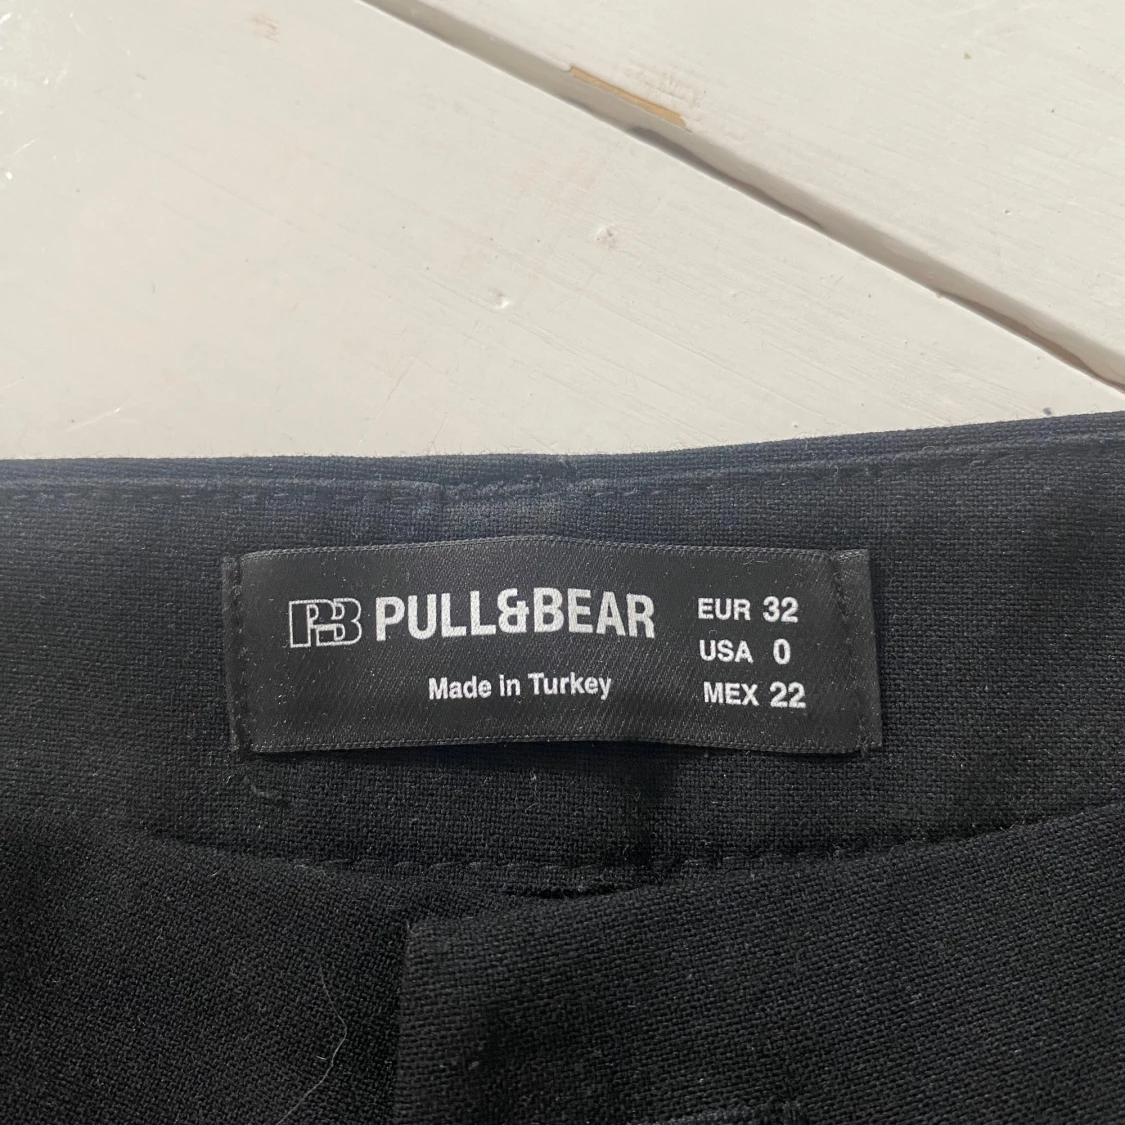 PB PULL&BEAR
Made in Turkey
EUR 32
USA 0
MEX 22